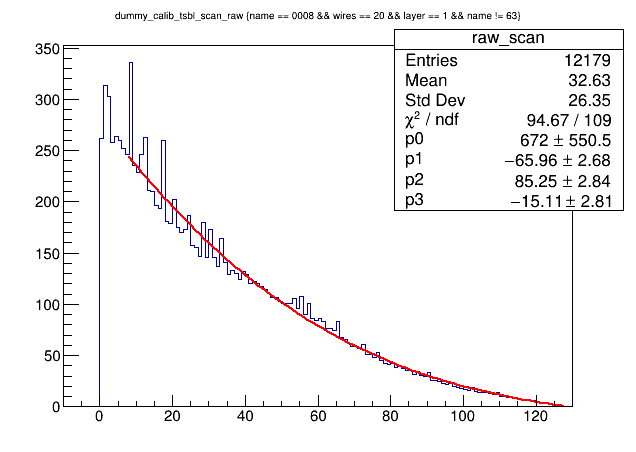 dummy_calib_tsbl_scan_raw {name == 0008 && wires == 20 && layer == 1 && name != 63}
raw_scan
Entries 12179
Mean 32.63
Std Dev 26.35
χ² / ndf 94.67 / 109
p0 672 ± 550.5
p1 −65.96 ± 2.68
p2 85.25 ± 2.84
p3 −15.11 ± 2.81
350
300
250
200
150
100
50
0
0 20 40 60 80 100 120